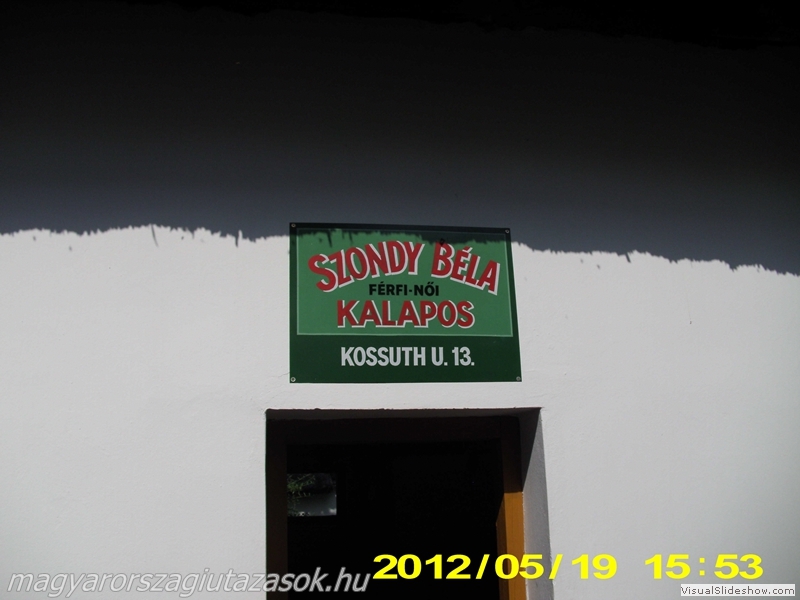 SZONDY BÉLA
FÉRFI-NŐI
KALAPOS
KOSSUTH U. 13.
2012/05/19 15:53
magyarorszagiutazasok.hu
VisualSlideshow.com